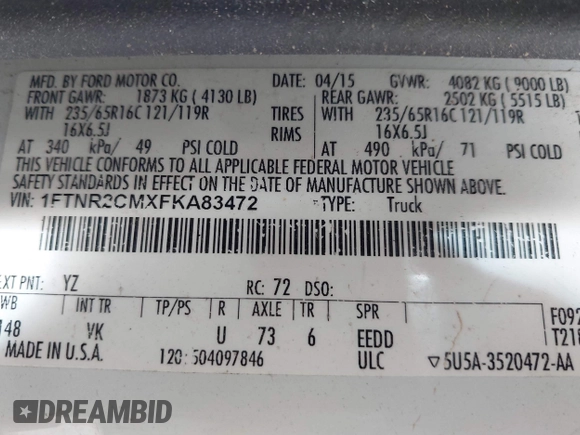 MFD. BY FORD MOTOR CO. DATE: 04/15 GVWR: 4082 KG ( 9000 LB)
FRONT GAWR: 1873 KG ( 4130 LB) REAR GAWR: 2502 KG ( 5515 LB)
WITH 235/65R16C 121/119R TIRES WITH 235/65R16C 121/119R
16X6.5J RIMS 16X6.5J
AT 340 kPa/ 49 PSI COLD AT 490 kPa/ 71 PSI COLD
THIS VEHICLE CONFORMS TO ALL APPLICABLE FEDERAL MOTOR VEHICLE
SAFETY STANDARDS IN EFFECT ON THE DATE OF MANUFACTURE SHOWN ABOVE.
VIN: 1FTNR2CMXFKA83472 TYPE: Truck
EXT PNT: YZ RC: 72 DSO:
WB INT TR TP/PS R AXLE TR SPR F092
148 VK U 73 6 EEDD T218
MADE IN U.S.A. 504097846 ULC ▽5U5A-3520472-AA
DREAMBID